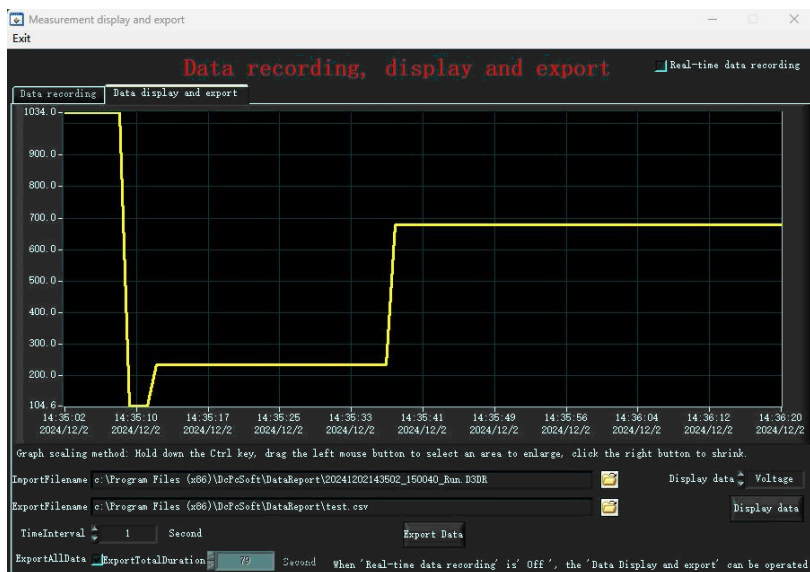 Measurement display and export
Exit
Data recording, display and export
Real-time data recording
Data recording
Data display and export
1034.0
900.0
800.0
700.0
600.0
500.0
400.0
300.0
200.0
104.6
14:35:02 14:35:10 14:35:17 14:35:25 14:35:33 14:35:41 14:35:49 14:35:56 14:36:04 14:36:12 14:36:20
2024/12/2 2024/12/2 2024/12/2 2024/12/2 2024/12/2 2024/12/2 2024/12/2 2024/12/2 2024/12/2 2024/12/2 2024/12/2
Graph scaling method: Hold down the Ctrl key, drag the left mouse button to select an area to enlarge, click the right button to shrink.
ImportFilename c:\Program Files (x86)\DcPcSoft\DataReport\20241202143502_150040_Run.D3DR
Display data Voltage
ExportFilename c:\Program Files (x86)\DcPcSoft\DataReport\test.csv
Display data
TimeInterval 1 Second
Export Data
ExportAllData ExportTotalDuration 79 Second
When 'Real-time data recording' is' Off ', the 'Data Display and export' can be operated